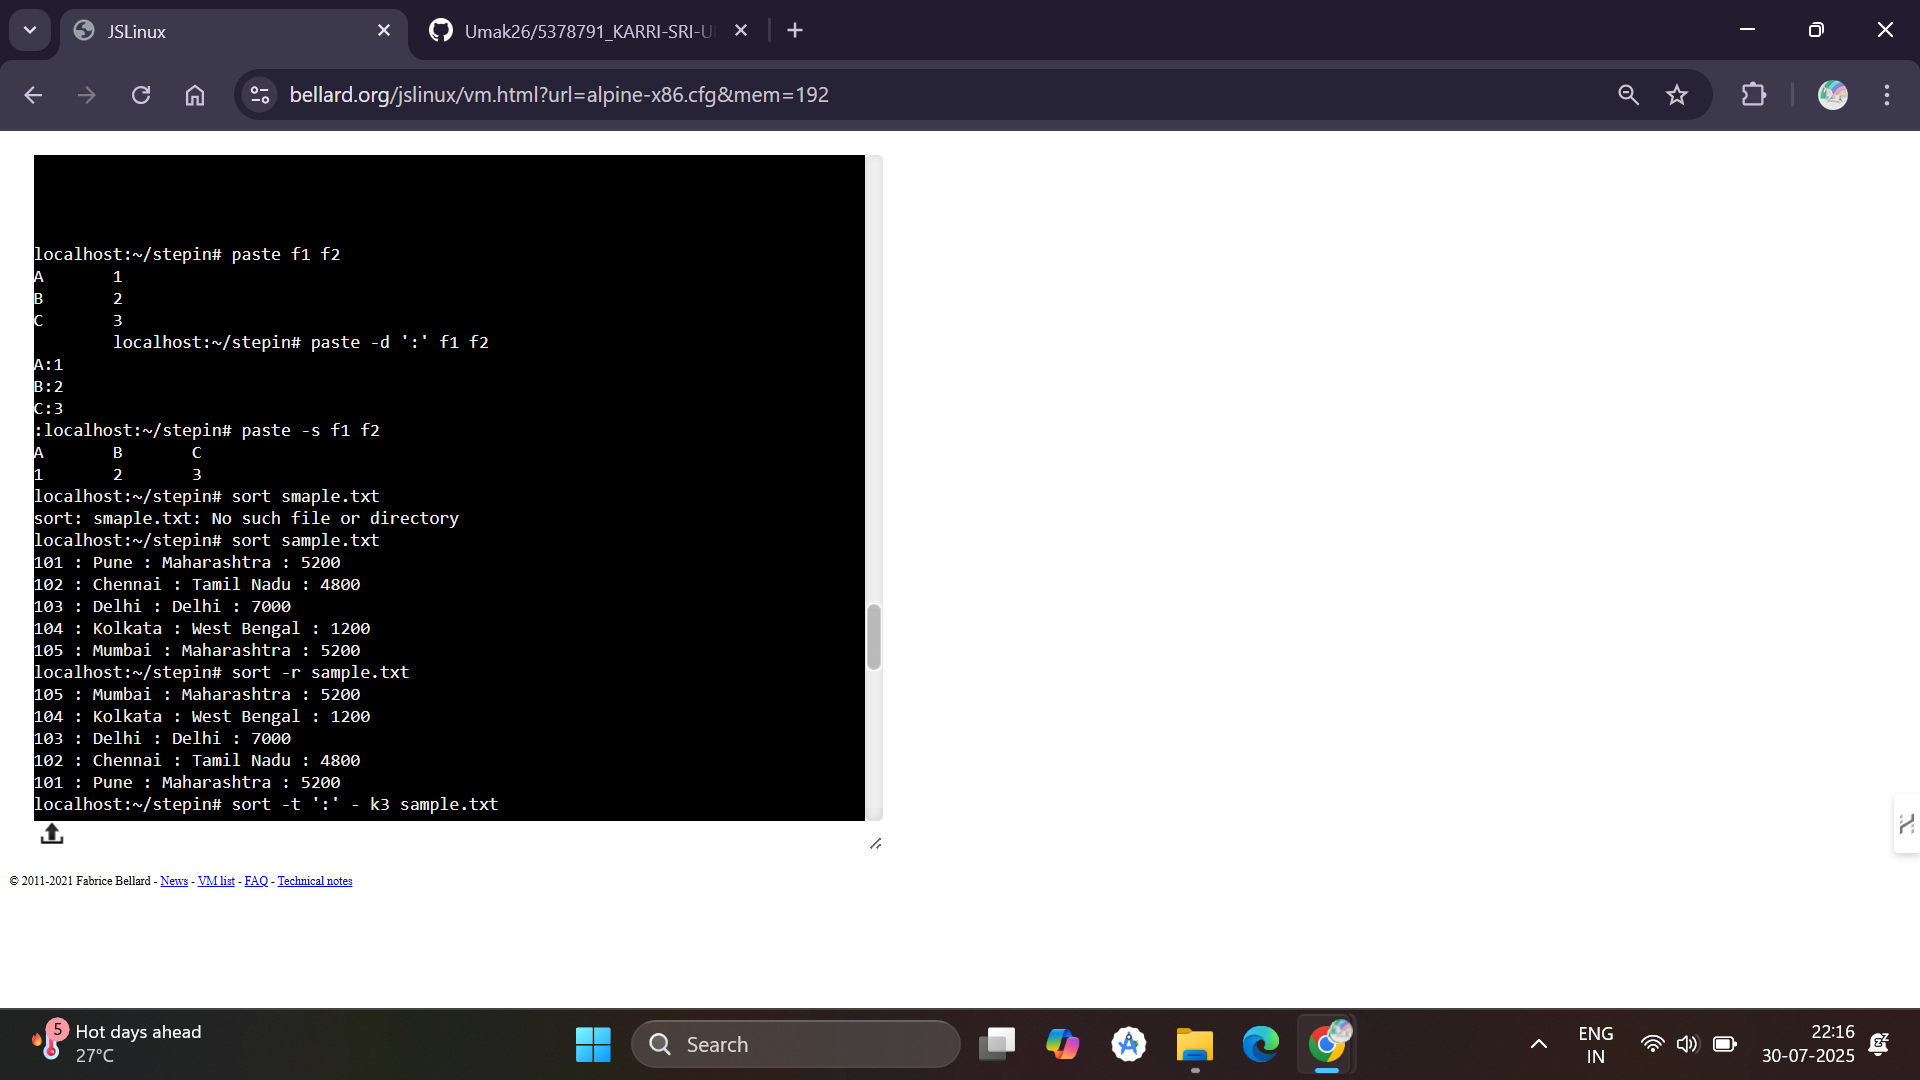 JSLinux
Umak26/5378791_KARRI-SRI-U
bellard.org/jslinux/vm.html?url=alpine-x86.cfg&mem=192
localhost:~/stepin# paste f1 f2
A       1
B       2
C       3
        localhost:~/stepin# paste -d ':' f1 f2
A:1
B:2
C:3
:localhost:~/stepin# paste -s f1 f2
A       B       C
1       2       3
localhost:~/stepin# sort smaple.txt
sort: smaple.txt: No such file or directory
localhost:~/stepin# sort sample.txt
101 : Pune : Maharashtra : 5200
102 : Chennai : Tamil Nadu : 4800
103 : Delhi : Delhi : 7000
104 : Kolkata : West Bengal : 1200
105 : Mumbai : Maharashtra : 5200
localhost:~/stepin# sort -r sample.txt
105 : Mumbai : Maharashtra : 5200
104 : Kolkata : West Bengal : 1200
103 : Delhi : Delhi : 7000
102 : Chennai : Tamil Nadu : 4800
101 : Pune : Maharashtra : 5200
localhost:~/stepin# sort -t ':' - k3 sample.txt
© 2011-2021 Fabrice Bellard - News - VM list - FAQ - Technical notes
5
Hot days ahead
27°C
Search
ENG
IN
22:16
30-07-2025